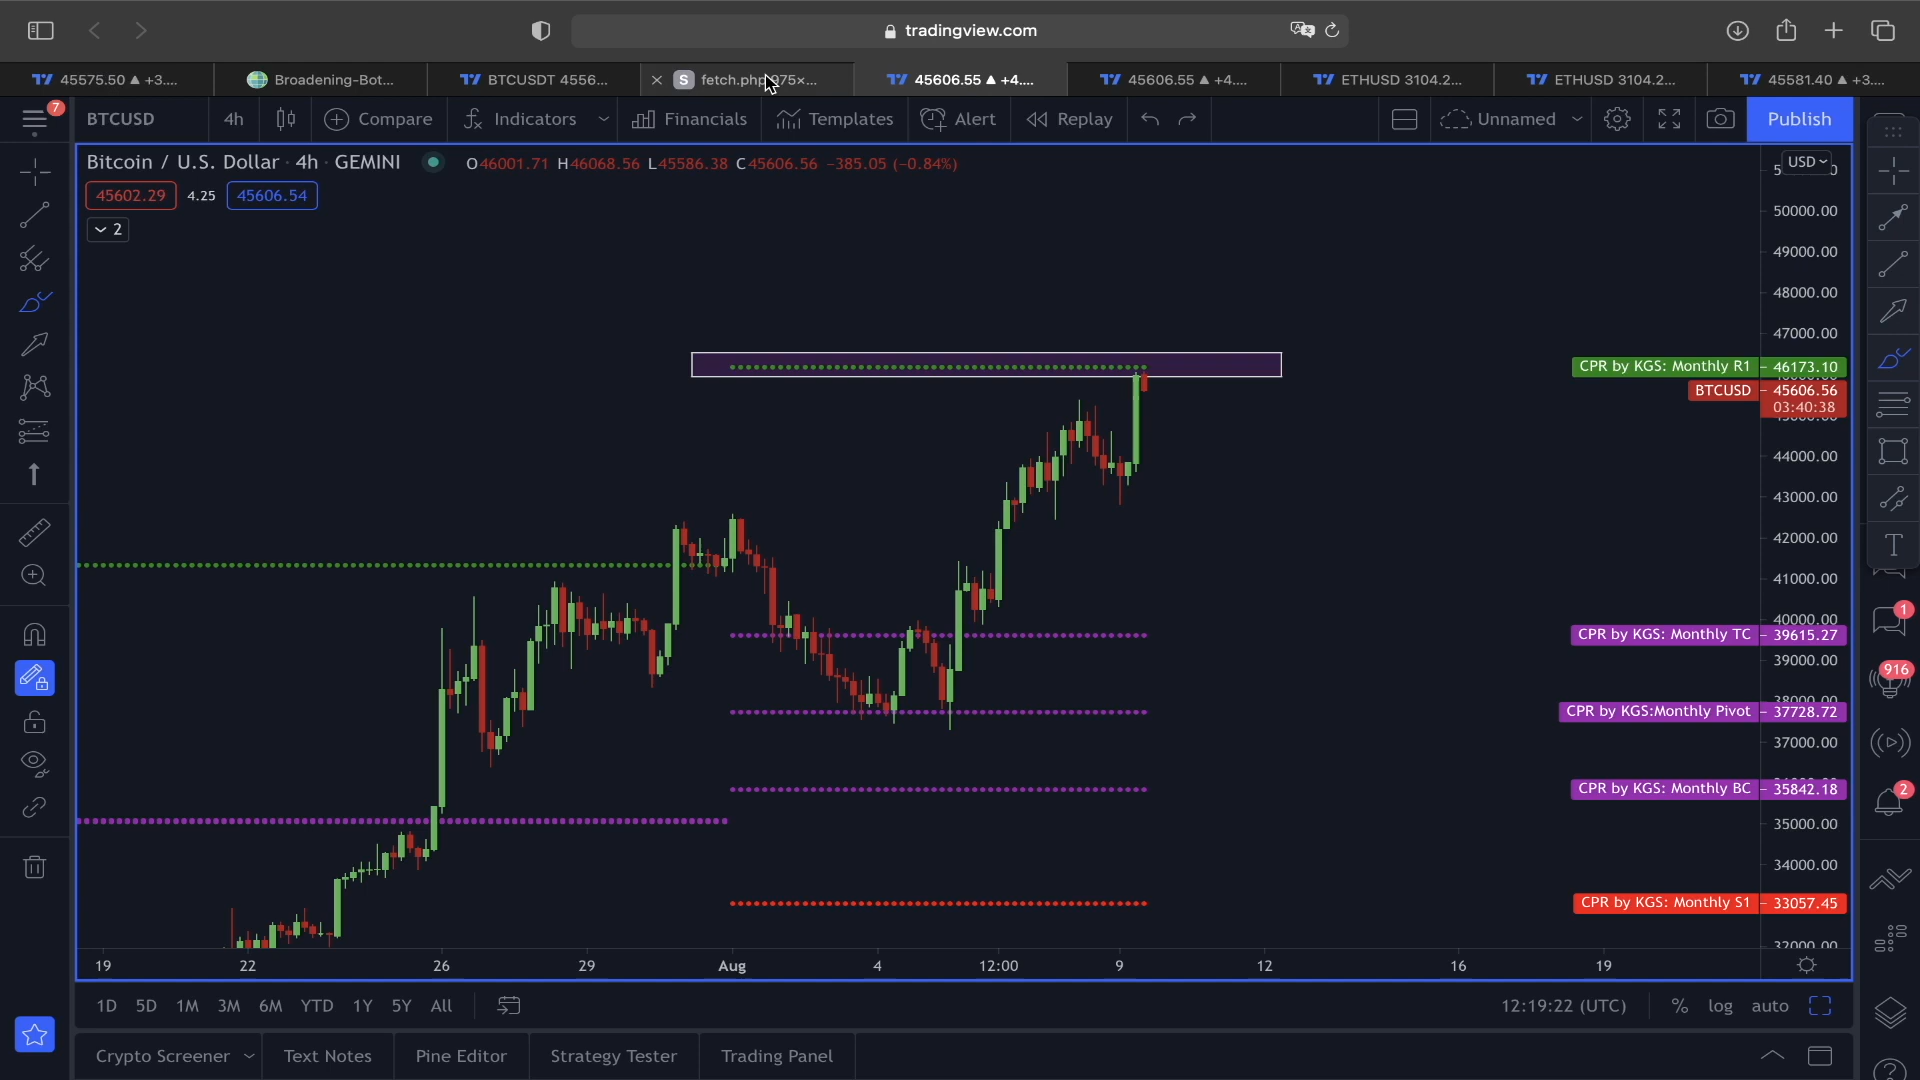 tradingview.com
45575.50 ▲ +3....
Broadening-Bot...
BTCUSDT 4556...
fetch.php 975×...
45606.55 ▲ +4....
45606.55 ▲ +4....
ETHUSD 3104.2...
ETHUSD 3104.2...
45581.40 ▲ +3....
7
BTCUSD
4h
Compare
Indicators
Financials
Templates
Alert
Replay
Unnamed
Publish
Bitcoin / U.S. Dollar · 4h · GEMINI
O46001.71 H46068.56 L45586.38 C45606.56 −385.05 (−0.84%)
USD
45602.29
4.25
45606.54
2
50000.00
49000.00
48000.00
47000.00
CPR by KGS: Monthly R1
46173.10
BTCUSD
45606.56
03:40:38
44000.00
43000.00
42000.00
41000.00
40000.00
CPR by KGS: Monthly TC
39615.27
39000.00
38000.00
CPR by KGS:Monthly Pivot
37728.72
37000.00
CPR by KGS: Monthly BC
35842.18
35000.00
34000.00
CPR by KGS: Monthly S1
33057.45
32000.00
1
916
2
19
22
26
29
Aug
4
12:00
9
12
16
19
1D
5D
1M
3M
6M
YTD
1Y
5Y
All
12:19:22 (UTC)
%
log
auto
Crypto Screener
Text Notes
Pine Editor
Strategy Tester
Trading Panel